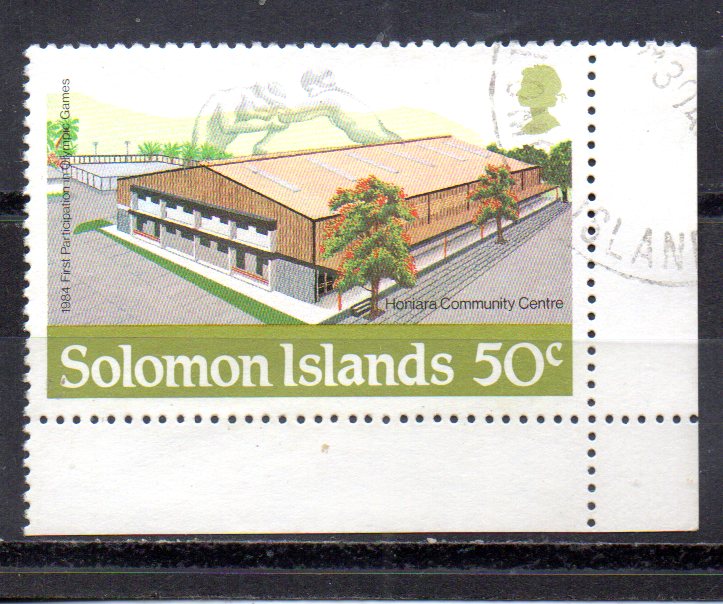 1984 First Participation in Olympic Games
Honiara Community Centre
Solomon Islands 50c